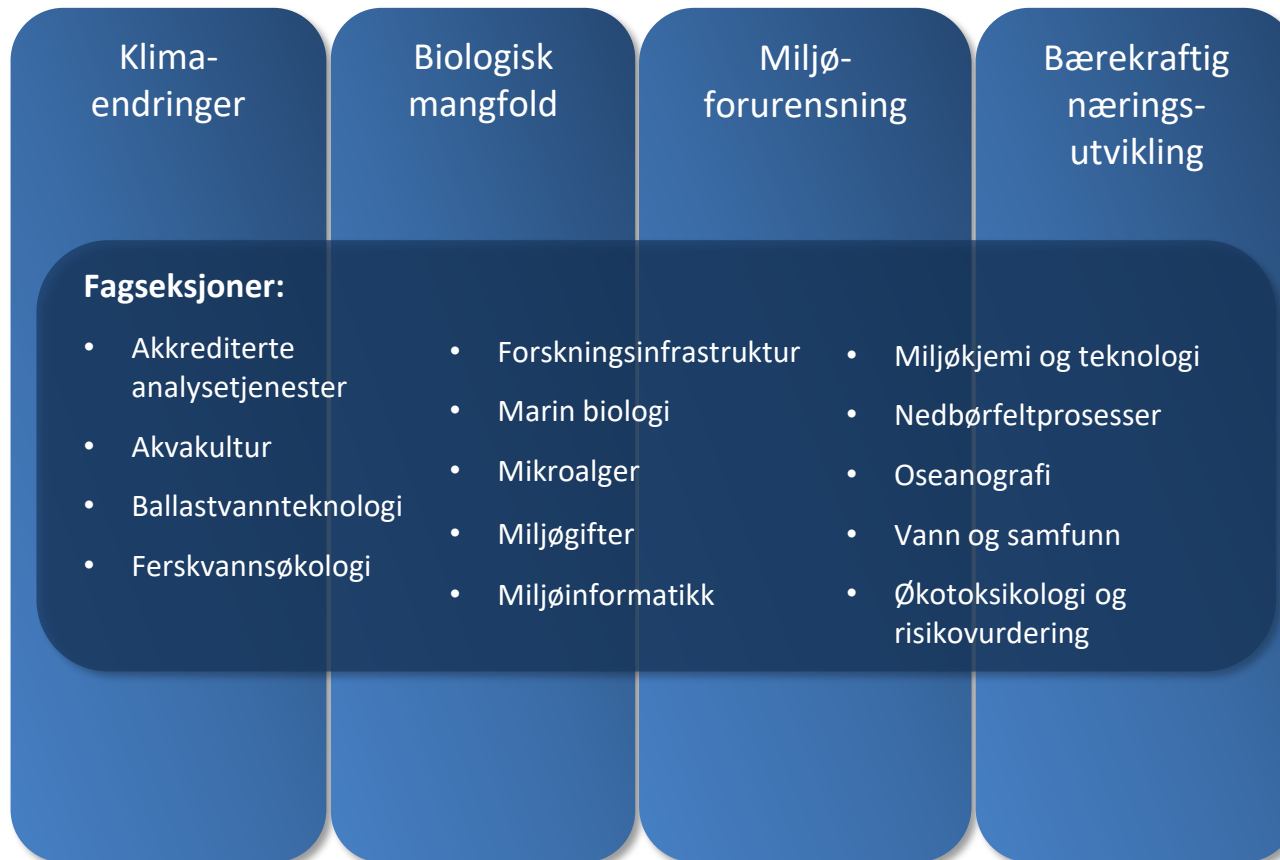 Klima-
endringer
Biologisk
mangfold
Miljø-
forurensning
Bærekraftig
nærings-
utvikling
Fagseksjoner:
• Akkrediterte
analysetjenester
• Akvakultur
• Ballastvannteknologi
• Ferskvannsøkologi
• Forskningsinfrastruktur
• Marin biologi
• Mikroalger
• Miljøgifter
• Miljøinformatikk
• Miljøkjemi og teknologi
• Nedbørfeltprosesser
• Oseanografi
• Vann og samfunn
• Økotoksikologi og
risikovurdering